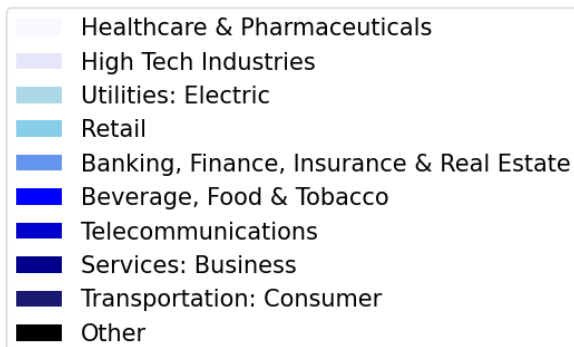 Healthcare & Pharmaceuticals
High Tech Industries
Utilities: Electric
Retail
Banking, Finance, Insurance & Real Estate
Beverage, Food & Tobacco
Telecommunications
Services: Business
Transportation: Consumer
Other